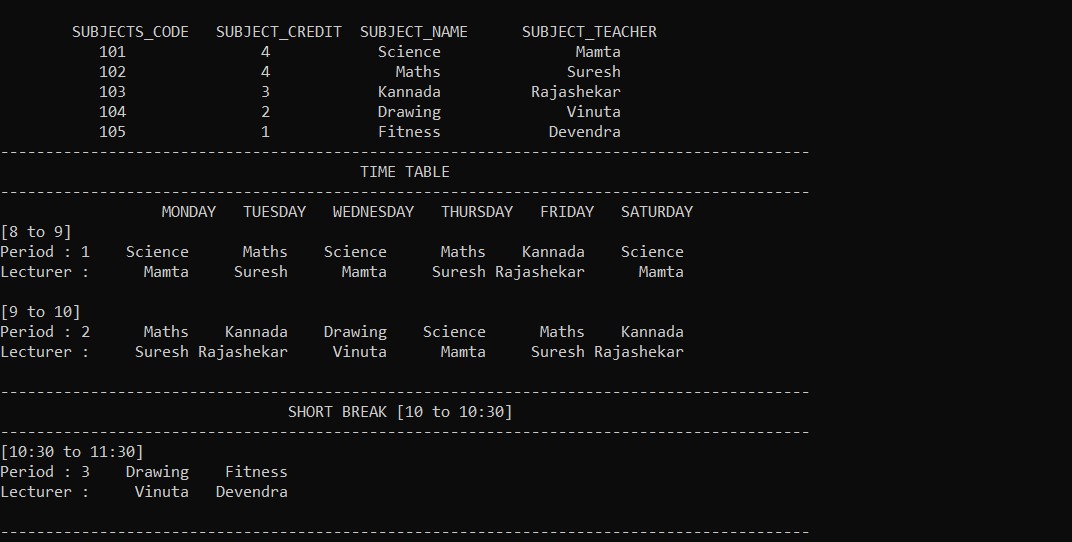 SUBJECTS_CODE SUBJECT_CREDIT SUBJECT_NAME SUBJECT_TEACHER
101 4 Science Mamta
102 4 Maths Suresh
103 3 Kannada Rajashekar
104 2 Drawing Vinuta
105 1 Fitness Devendra
------------------------------------------------------------------------------------------
TIME TABLE
------------------------------------------------------------------------------------------
MONDAY TUESDAY WEDNESDAY THURSDAY FRIDAY SATURDAY
[8 to 9]
Period : 1 Science Maths Science Maths Kannada Science
Lecturer : Mamta Suresh Mamta Suresh Rajashekar Mamta
[9 to 10]
Period : 2 Maths Kannada Drawing Science Maths Kannada
Lecturer : Suresh Rajashekar Vinuta Mamta Suresh Rajashekar
------------------------------------------------------------------------------------------
SHORT BREAK [10 to 10:30]
------------------------------------------------------------------------------------------
[10:30 to 11:30]
Period : 3 Drawing Fitness
Lecturer : Vinuta Devendra
------------------------------------------------------------------------------------------